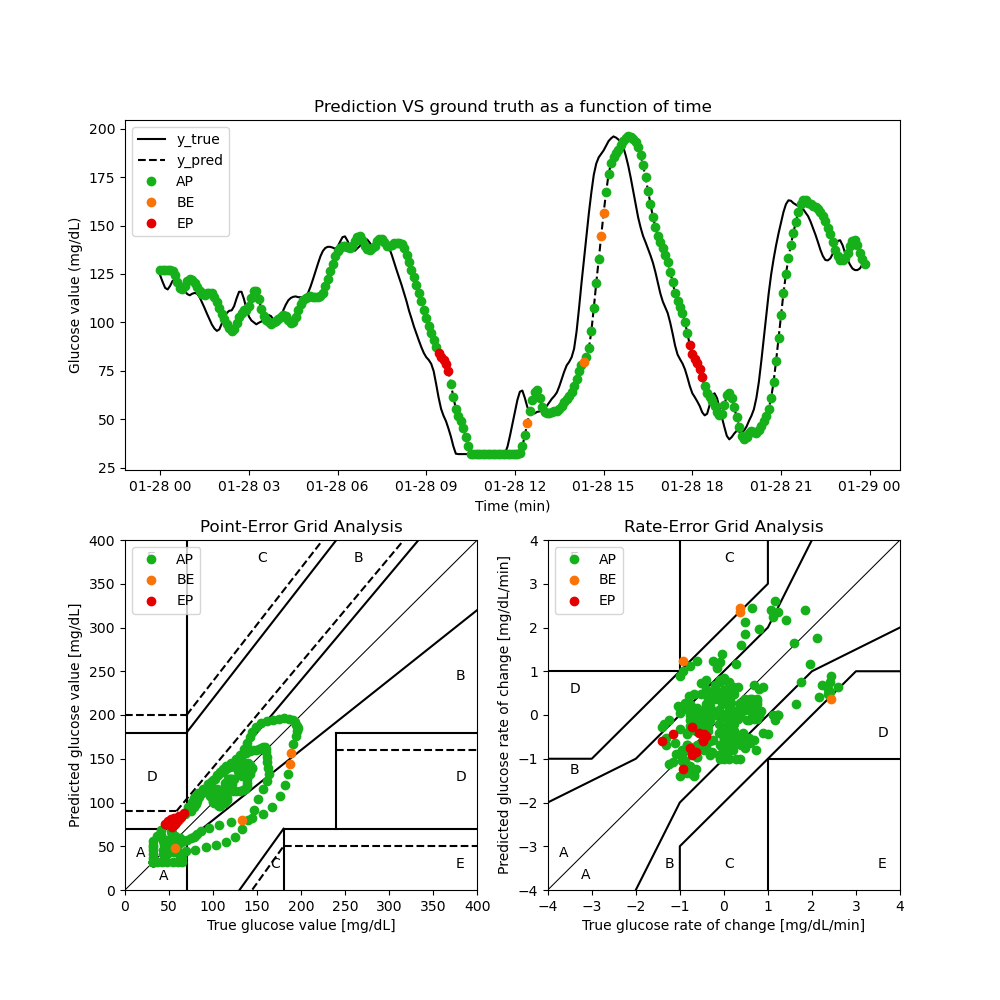 Prediction VS ground truth as a function of time
Glucose value (mg/dL)
200
175
150
125
100
75
50
25
y_true
y_pred
AP
BE
EP
01-28 00 01-28 03 01-28 06 01-28 09 01-28 12 01-28 15 01-28 18 01-28 21 01-29 00
Time (min)
Point-Error Grid Analysis
Predicted glucose value [mg/dL]
400
350
300
250
200
150
100
50
0
AP
BE
EP
C
B
B
D
D
A
A
C
E
0 50 100 150 200 250 300 350 400
True glucose value [mg/dL]
Rate-Error Grid Analysis
Predicted glucose rate of change [mg/dL/min]
4
3
2
1
0
−1
−2
−3
−4
AP
BE
EP
C
D
D
B
A
A
B
C
E
−4 −3 −2 −1 0 1 2 3 4
True glucose rate of change [mg/dL/min]